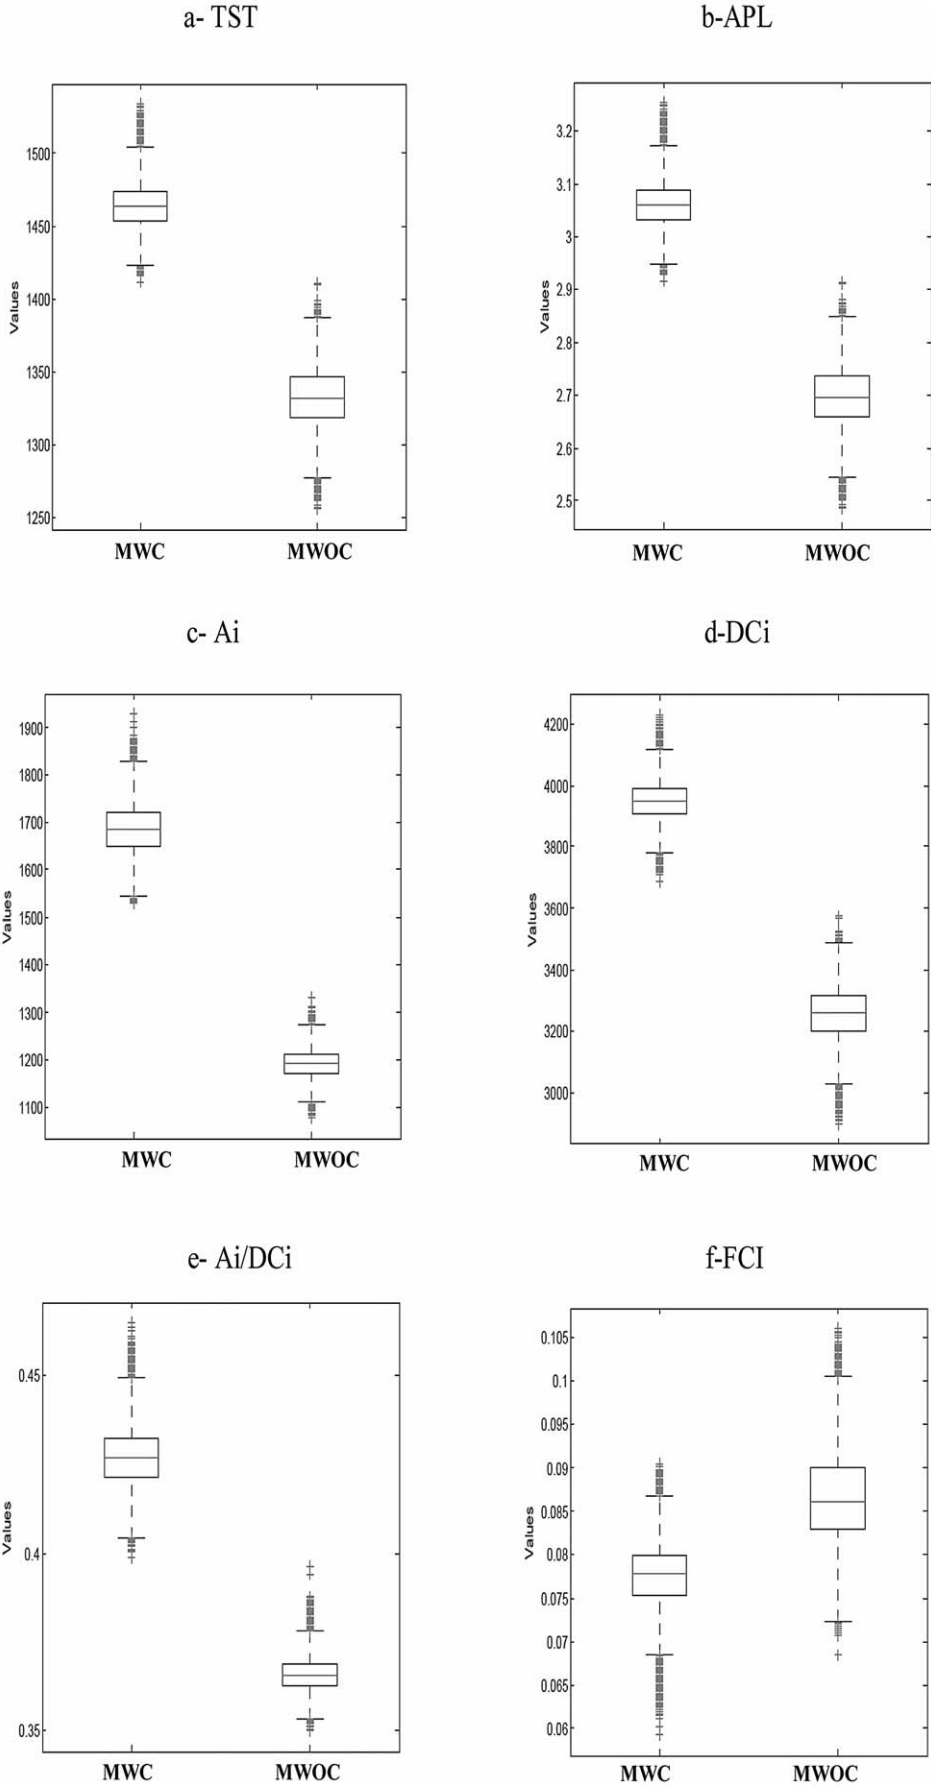 a- TST
1500
1450
1400
1350
1300
1250
Values
MWC MWOC
b-APL
3.2
3.1
3
2.9
2.8
2.7
2.6
2.5
Values
MWC MWOC
c- Ai
1900
1800
1700
1600
1500
1400
1300
1200
1100
Values
MWC MWOC
d-DCi
4200
4000
3800
3600
3400
3200
3000
Values
MWC MWOC
e- Ai/DCi
0.45
0.4
0.35
Values
MWC MWOC
f-FCI
0.105
0.1
0.095
0.09
0.085
0.08
0.075
0.07
0.065
0.06
Values
MWC MWOC